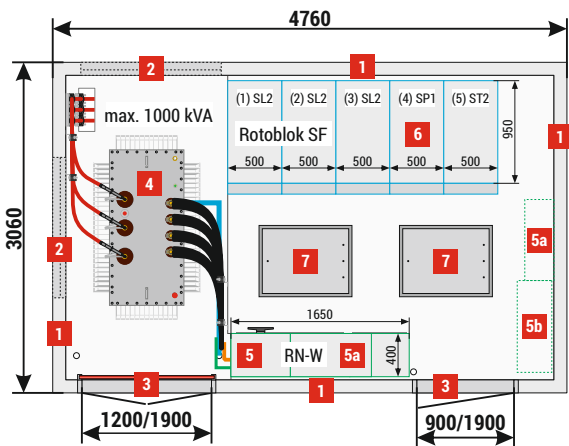 4760
2
1
(1) SL2 (2) SL2 (3) SL2 (4) SP1 (5) ST2
1
max. 1000 kVA
Rotoblok SF
6
950
500 500 500 500 500
4
3060
5a
2
7
7
1650
5b
1
5
RN-W
5a
400
3
1
3
1200/1900
900/1900